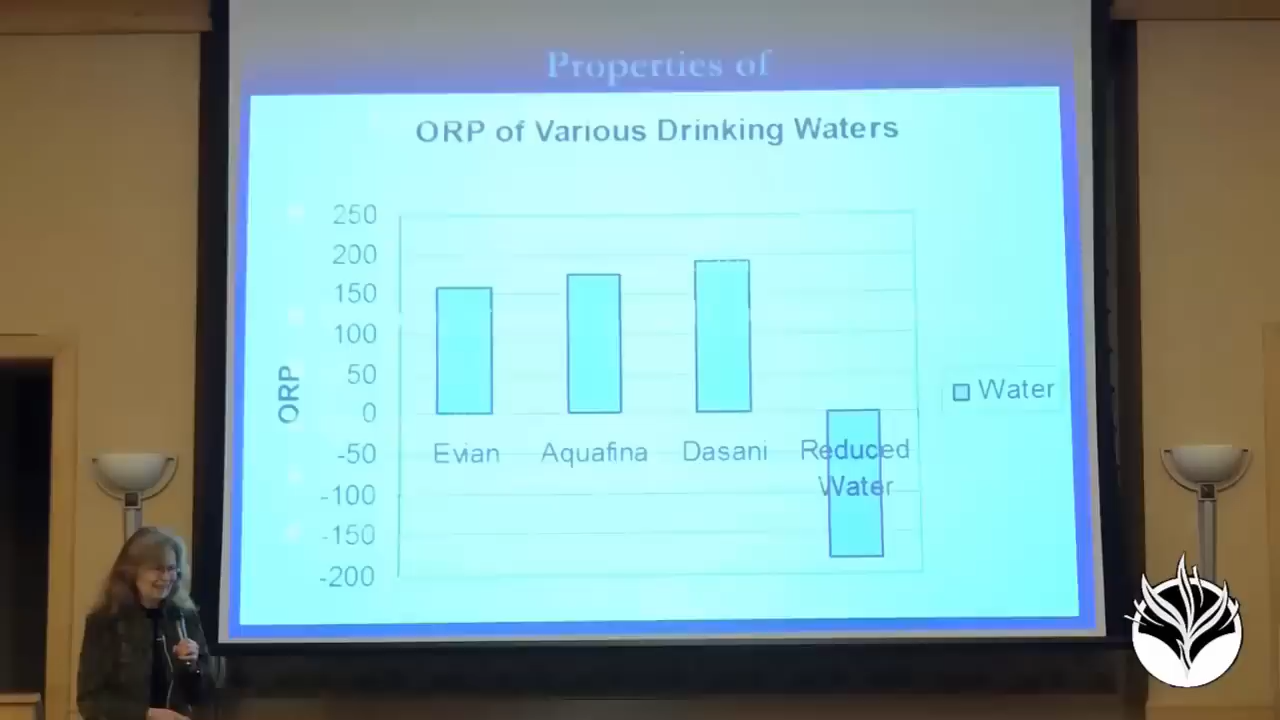 Properties of
ORP of Various Drinking Waters
250
200
150
100
50
0
-50
-100
-150
-200
ORP
Evian
Aquafina
Dasani
Reduced
Water
Water